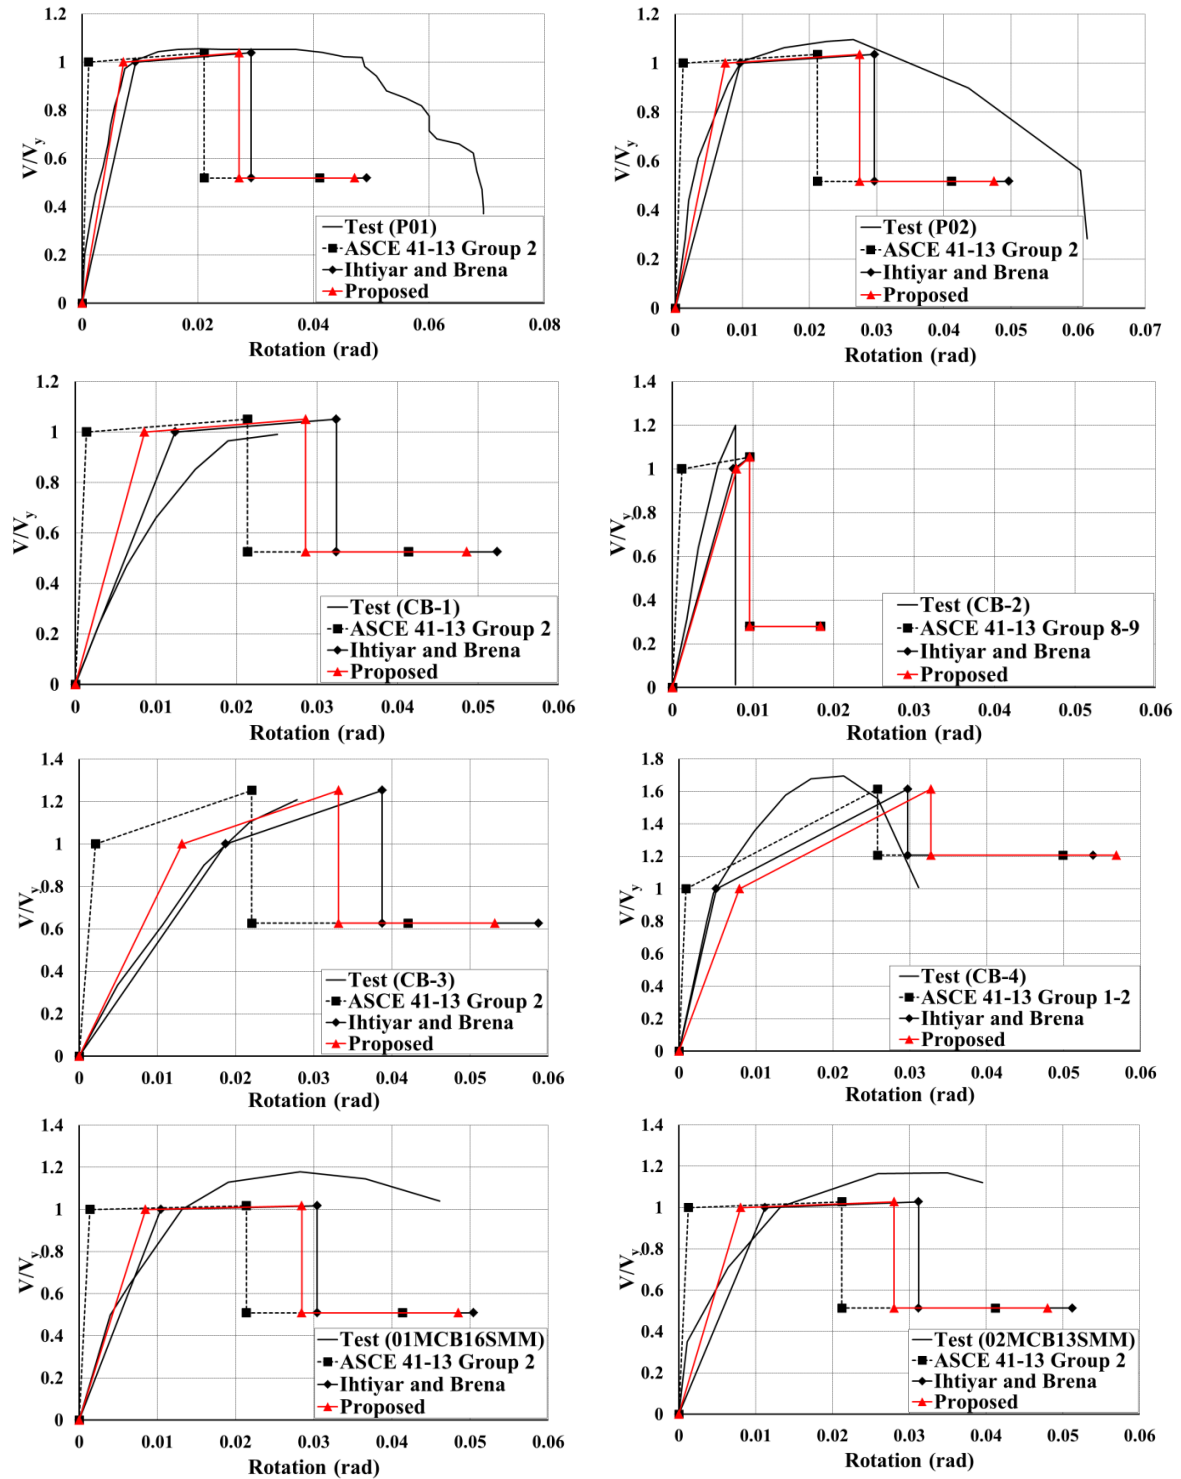 1.2
1
0.8
0.6
0.4
0.2
0
V/Vy
Test (P01)
ASCE 41-13 Group 2
Ihtiyar and Brena
Proposed
0 0.02 0.04 0.06 0.08
Rotation (rad)
1.2
1
0.8
0.6
0.4
0.2
0
V/Vy
Test (P02)
ASCE 41-13 Group 2
Ihtiyar and Brena
Proposed
0 0.01 0.02 0.03 0.04 0.05 0.06 0.07
Rotation (rad)
1.2
1
0.8
0.6
0.4
0.2
0
V/Vy
Test (CB-1)
ASCE 41-13 Group 2
Ihtiyar and Brena
Proposed
0 0.01 0.02 0.03 0.04 0.05 0.06
Rotation (rad)
1.4
1.2
1
0.8
0.6
0.4
0.2
0
V/Vy
Test (CB-2)
ASCE 41-13 Group 8-9
Ihtiyar and Brena
Proposed
0 0.01 0.02 0.03 0.04 0.05 0.06
Rotation (rad)
1.4
1.2
1
0.8
0.6
0.4
0.2
0
V/Vy
Test (CB-3)
ASCE 41-13 Group 2
Ihtiyar and Brena
Proposed
0 0.01 0.02 0.03 0.04 0.05 0.06
Rotation (rad)
1.8
1.6
1.4
1.2
1
0.8
0.6
0.4
0.2
0
V/Vy
Test (CB-4)
ASCE 41-13 Group 1-2
Ihtiyar and Brena
Proposed
0 0.01 0.02 0.03 0.04 0.05 0.06
Rotation (rad)
1.4
1.2
1
0.8
0.6
0.4
0.2
0
V/Vy
Test (01MCB16SMM)
ASCE 41-13 Group 2
Ihtiyar and Brena
Proposed
0 0.01 0.02 0.03 0.04 0.05 0.06
Rotation (rad)
1.4
1.2
1
0.8
0.6
0.4
0.2
0
V/Vy
Test (02MCB13SMM)
ASCE 41-13 Group 2
Ihtiyar and Brena
Proposed
0 0.01 0.02 0.03 0.04 0.05 0.06
Rotation (rad)